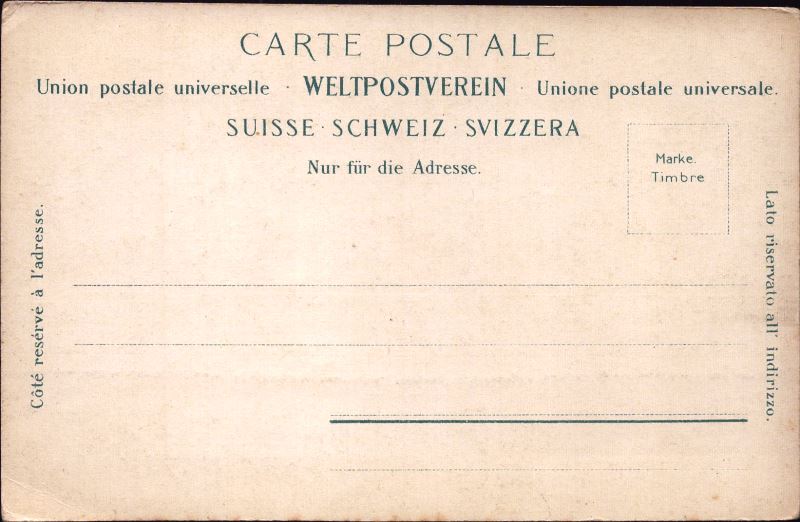 CARTE POSTALE
Union postale universelle · WELTPOSTVEREIN · Unione postale universale.
SUISSE · SCHWEIZ · SVIZZERA
Nur für die Adresse.
Marke.
Timbre
Côté resérvé à l'adresse.
Lato riservato all' indirizzo.